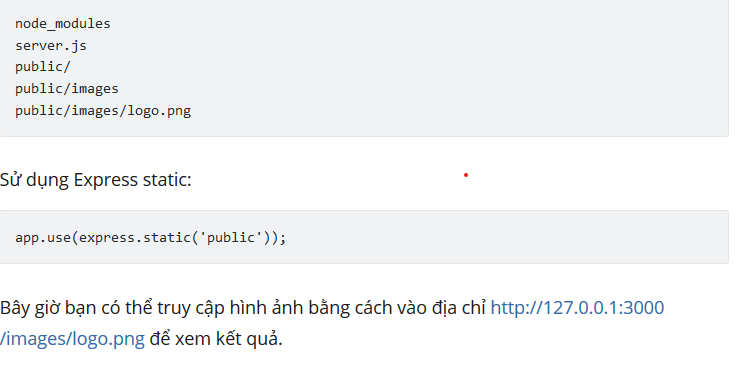 node_modules
server.js
public/
public/images
public/images/logo.png
Sử dụng Express static:
app.use(express.static('public'));
Bây giờ bạn có thể truy cập hình ảnh bằng cách vào địa chỉ http://127.0.0.1:3000
/images/logo.png để xem kết quả.